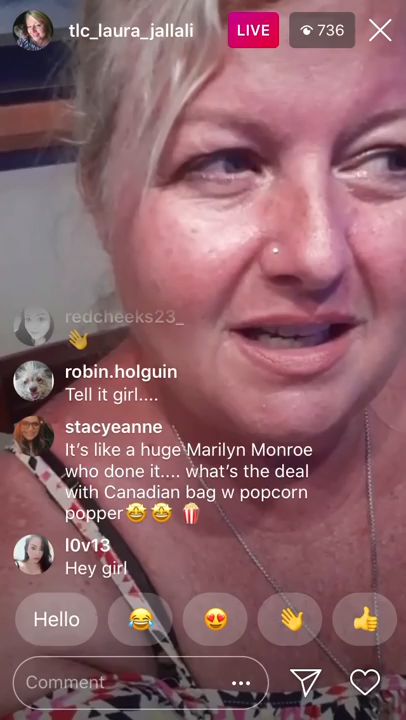 tlc_laura_jallali
LIVE
736
redcheeks23_
👋
robin.holguin
Tell it girl....
stacyeanne
It's like a huge Marilyn Monroe
who done it.... what's the deal
with Canadian bag w popcorn
popper🤩🤩 🍿
l0v13
Hey girl
Hello 😂 😍 👋 👍
Comment